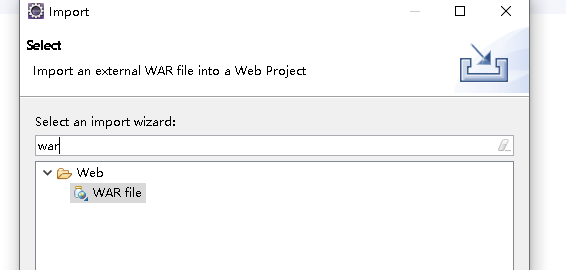 Import
Select
Import an external WAR file into a Web Project
Select an import wizard:
war
Web
WAR file